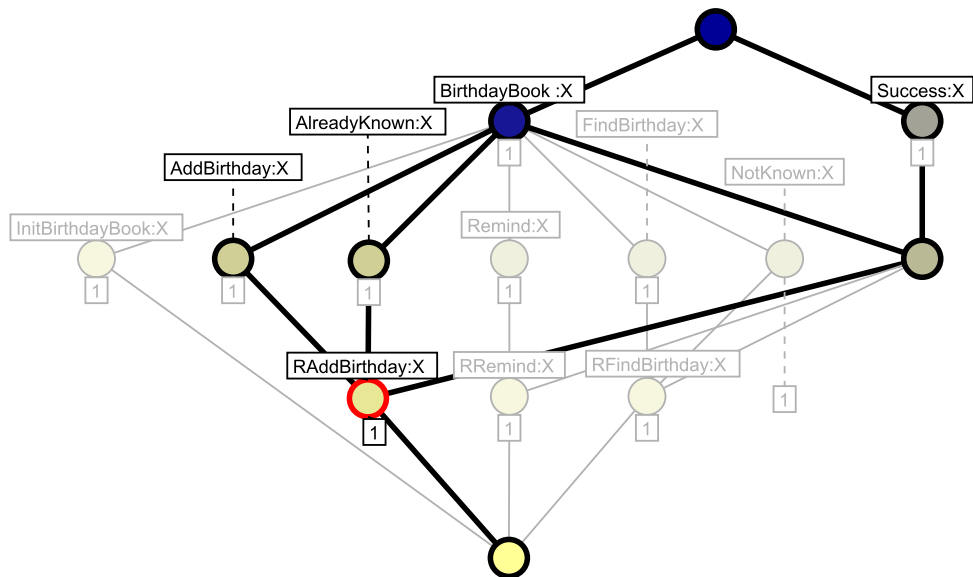 BirthdayBook :X
Success:X
AlreadyKnown:X
FindBirthday:X
1
1
AddBirthday:X
NotKnown:X
InitBirthdayBook:X
Remind:X
1
1
1
1
1
RAddBirthday:X
RRemind:X
RFindBirthday:X
1
1
1
1